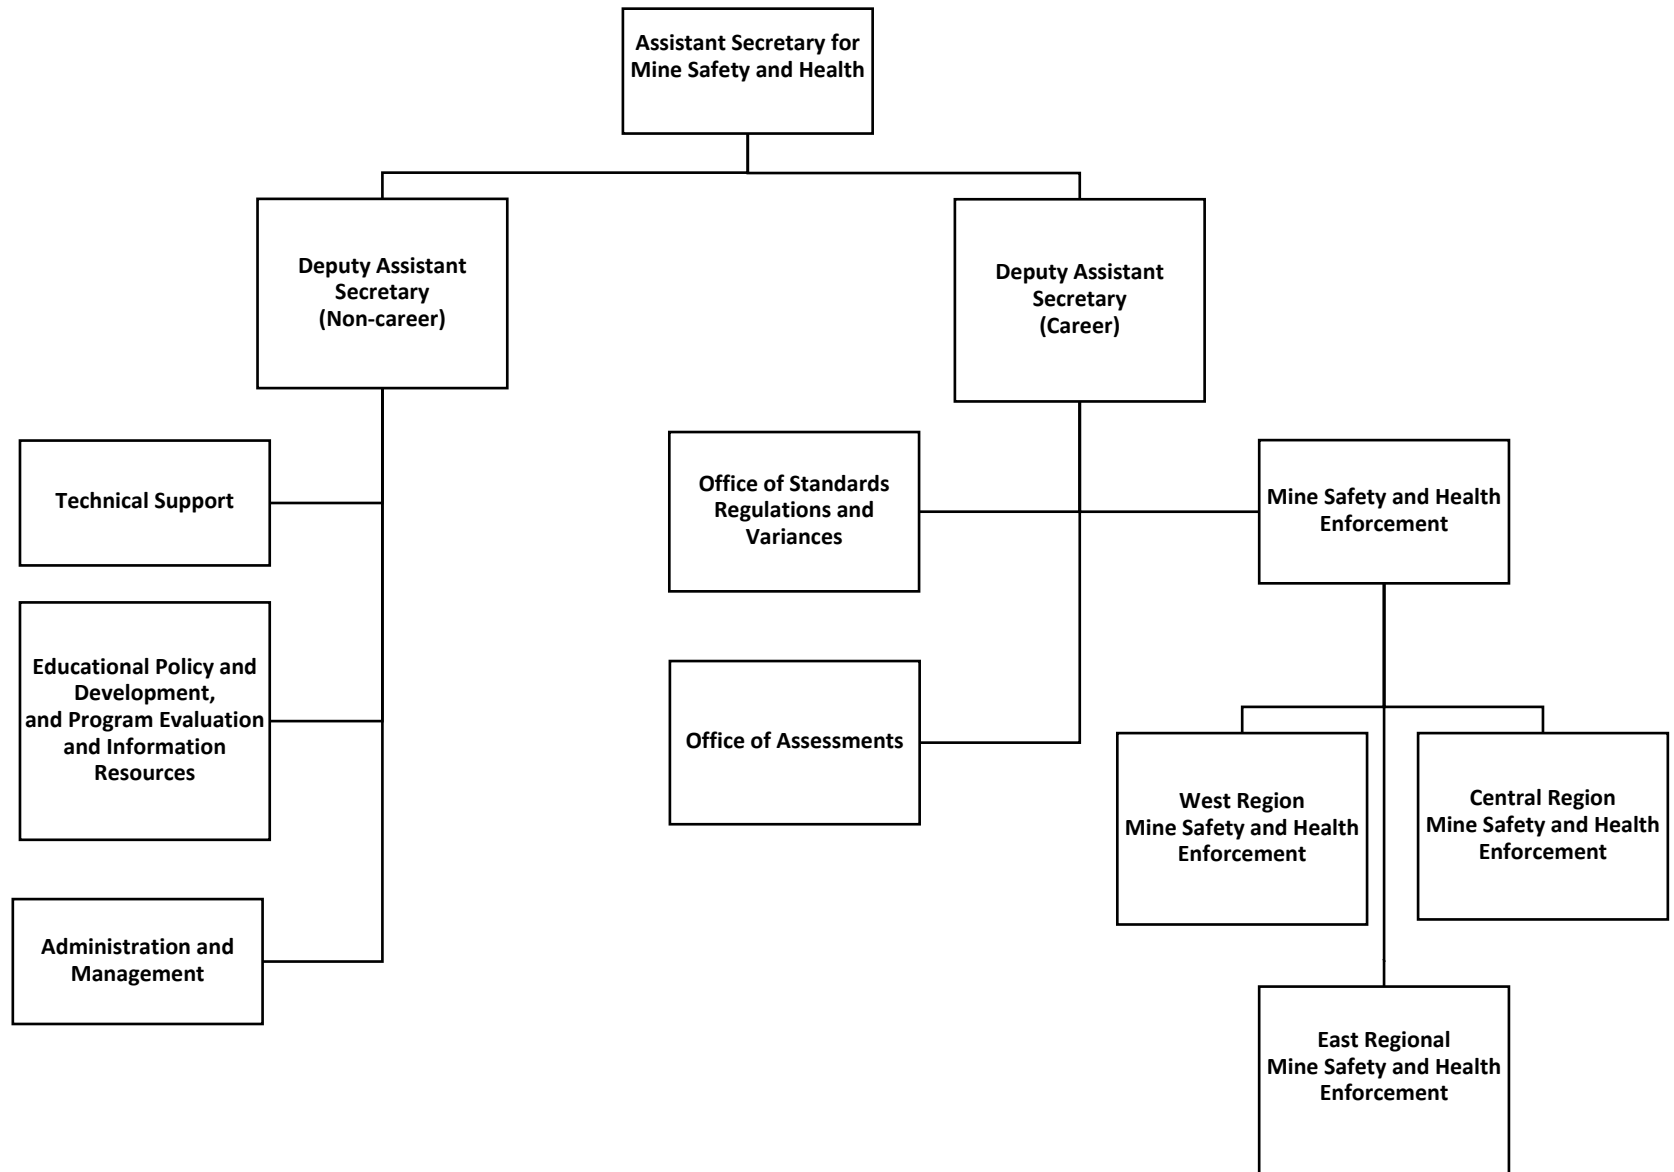 Assistant Secretary for
Mine Safety and Health
Deputy Assistant
Secretary
(Non-career)
Deputy Assistant
Secretary
(Career)
Technical Support
Office of Standards
Regulations and
Variances
Mine Safety and Health
Enforcement
Educational Policy and
Development,
and Program Evaluation
and Information
Resources
Office of Assessments
West Region
Mine Safety and Health
Enforcement
Central Region
Mine Safety and Health
Enforcement
Administration and
Management
East Regional
Mine Safety and Health
Enforcement